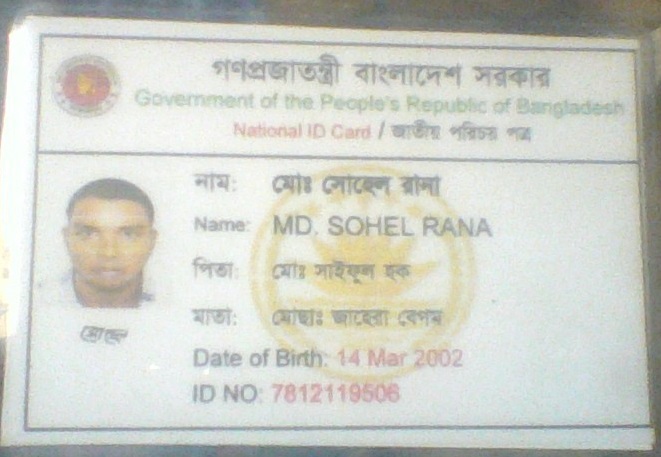 গণপ্রজাতন্ত্রী বাংলাদেশ সরকার
Government of the People's Republic of Bangladesh
National ID Card / জাতীয় পরিচয় পত্র
নাম: মোঃ সোহেল রানা
Name: MD. SOHEL RANA
পিতা: মোঃ সাইফুল হক
মাতা: মোছাঃ জাহেরা বেগম
Date of Birth: 14 Mar 2002
ID NO: 7812119506
সোহেল